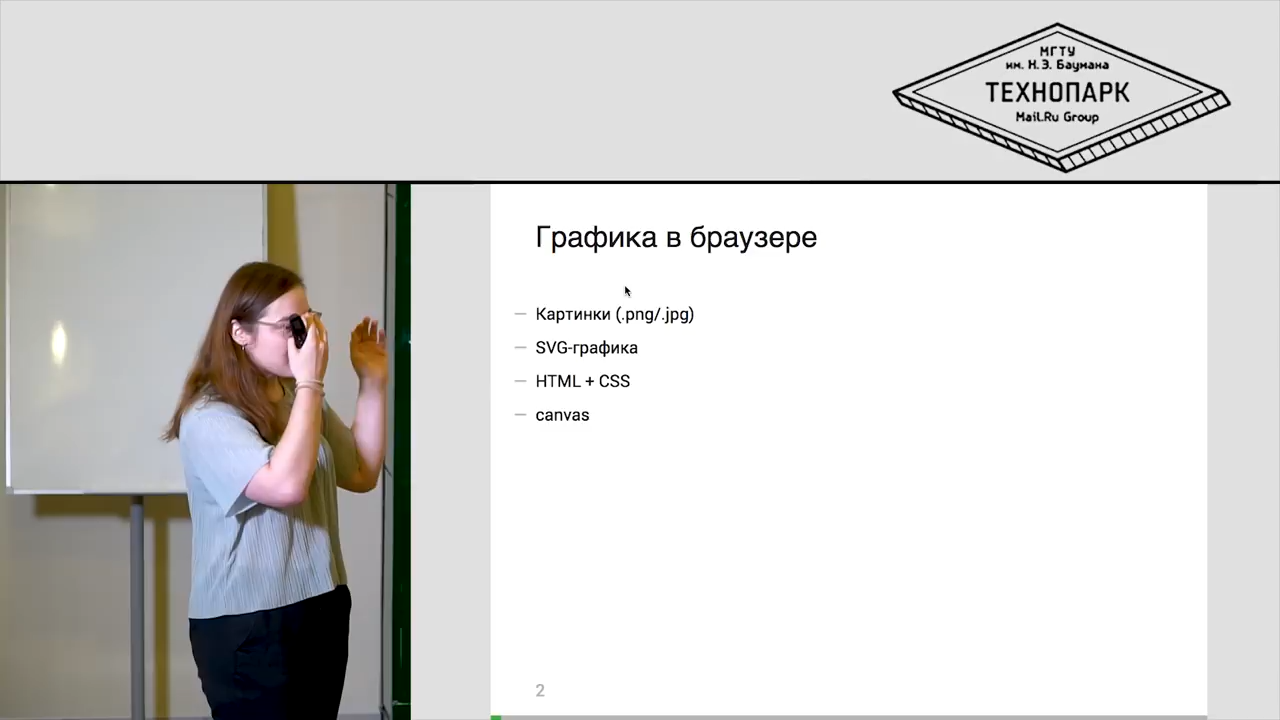 МГТУ
им. Н.Э. Баумана
ТЕХНОПАРК
Mail.Ru Group
Графика в браузере
— Картинки (.png/.jpg)
— SVG-графика
— HTML + CSS
— canvas
2